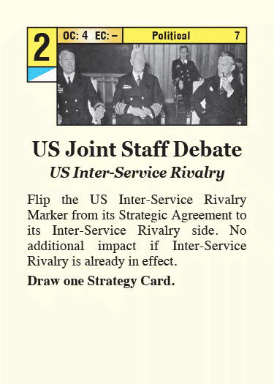 2 OC: 4 EC: – Political 7
US Joint Staff Debate
US Inter-Service Rivalry
Flip the US Inter-Service Rivalry
Marker from its Strategic Agreement to
its Inter-Service Rivalry side. No
additional impact if Inter-Service
Rivalry is already in effect.
Draw one Strategy Card.